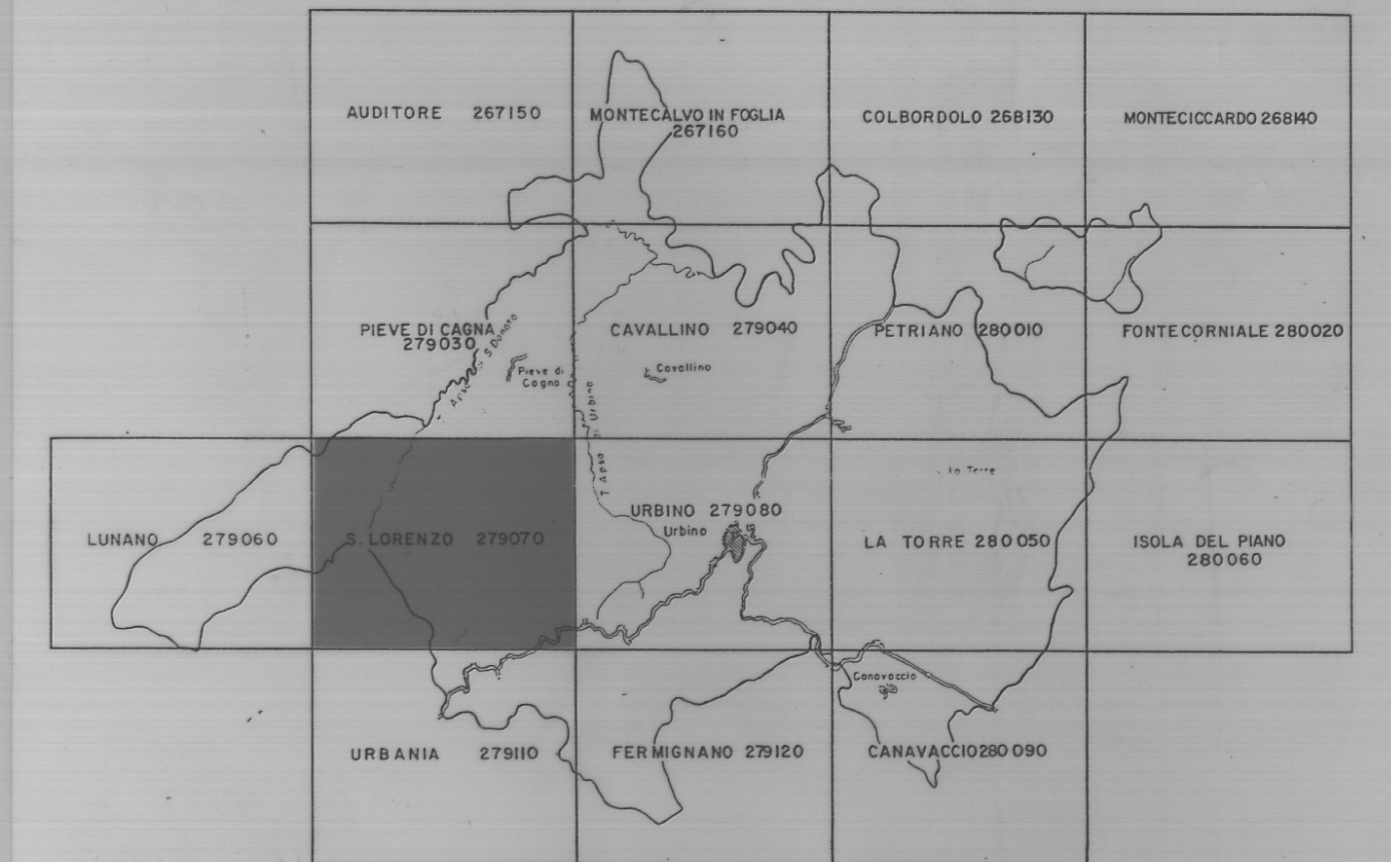 AUDITORE 267150
MONTECALVO IN FOGLIA
267160
COLBORDOLO 268130
MONTECICCARDO 268140
PIEVE DI CAGNA
279030
CAVALLINO 279040
PETRIANO 280010
FONTECORNIALE 280020
S. Donato
Pieve di
Cagna
Cavallino
Urbino
La Torre
LUNANO 279060
S. LORENZO 279070
URBINO 279080
Urbino
LA TORRE 280050
ISOLA DEL PIANO
280060
Canavaccio
URBANIA 279110
FERMIGNANO 279120
CANAVACCIO 280090